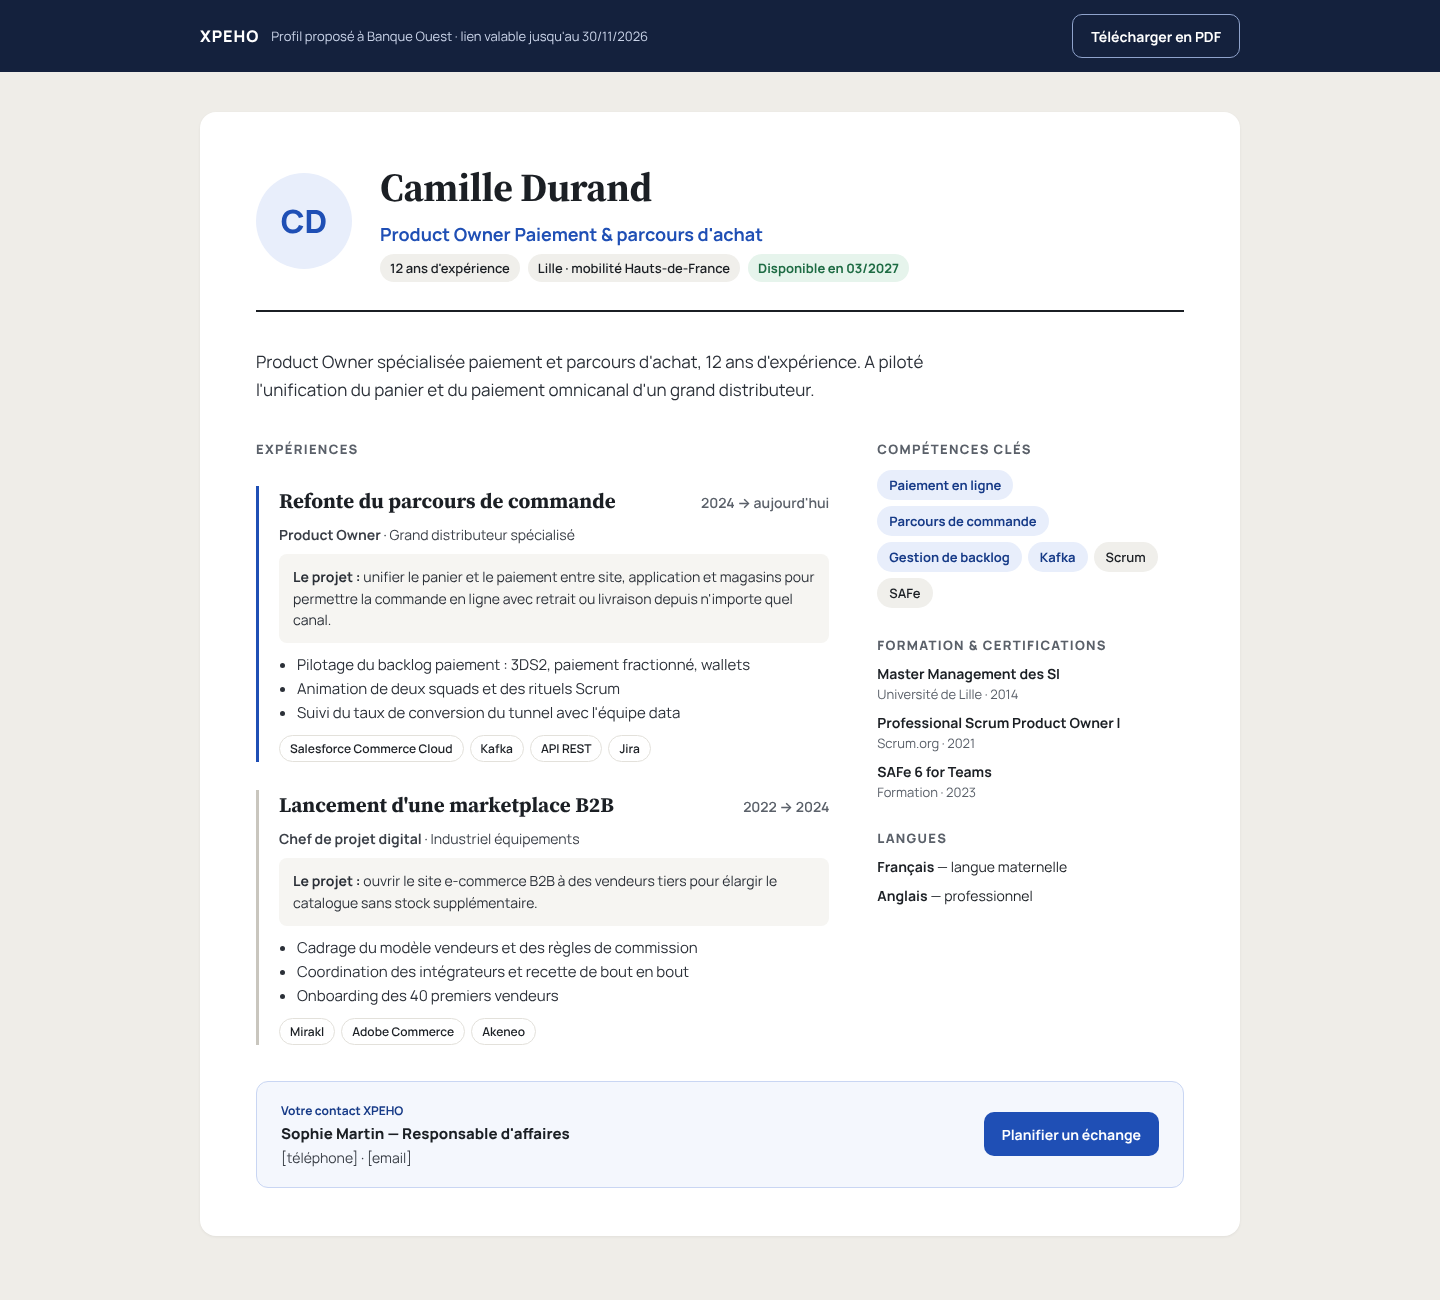 XPEHO Profil proposé à Banque Ouest · lien valable jusqu'au 30/11/2026
Télécharger en PDF
CD
Camille Durand
Product Owner Paiement & parcours d'achat
12 ans d'expérience
Lille · mobilité Hauts-de-France
Disponible en 03/2027
Product Owner spécialisée paiement et parcours d'achat, 12 ans d'expérience. A piloté
l'unification du panier et du paiement omnicanal d'un grand distributeur.
EXPÉRIENCES
Refonte du parcours de commande
2024 → aujourd'hui
Product Owner · Grand distributeur spécialisé
Le projet : unifier le panier et le paiement entre site, application et magasins pour
permettre la commande en ligne avec retrait ou livraison depuis n'importe quel
canal.
• Pilotage du backlog paiement : 3DS2, paiement fractionné, wallets
• Animation de deux squads et des rituels Scrum
• Suivi du taux de conversion du tunnel avec l'équipe data
Salesforce Commerce Cloud
Kafka
API REST
Jira
Lancement d'une marketplace B2B
2022 → 2024
Chef de projet digital · Industriel équipements
Le projet : ouvrir le site e-commerce B2B à des vendeurs tiers pour élargir le
catalogue sans stock supplémentaire.
• Cadrage du modèle vendeurs et des règles de commission
• Coordination des intégrateurs et recette de bout en bout
• Onboarding des 40 premiers vendeurs
Mirakl
Adobe Commerce
Akeneo
COMPÉTENCES CLÉS
Paiement en ligne
Parcours de commande
Gestion de backlog
Kafka
Scrum
SAFe
FORMATION & CERTIFICATIONS
Master Management des SI
Université de Lille · 2014
Professional Scrum Product Owner I
Scrum.org · 2021
SAFe 6 for Teams
Formation · 2023
LANGUES
Français — langue maternelle
Anglais — professionnel
Votre contact XPEHO
Sophie Martin — Responsable d'affaires
[téléphone] · [email]
Planifier un échange